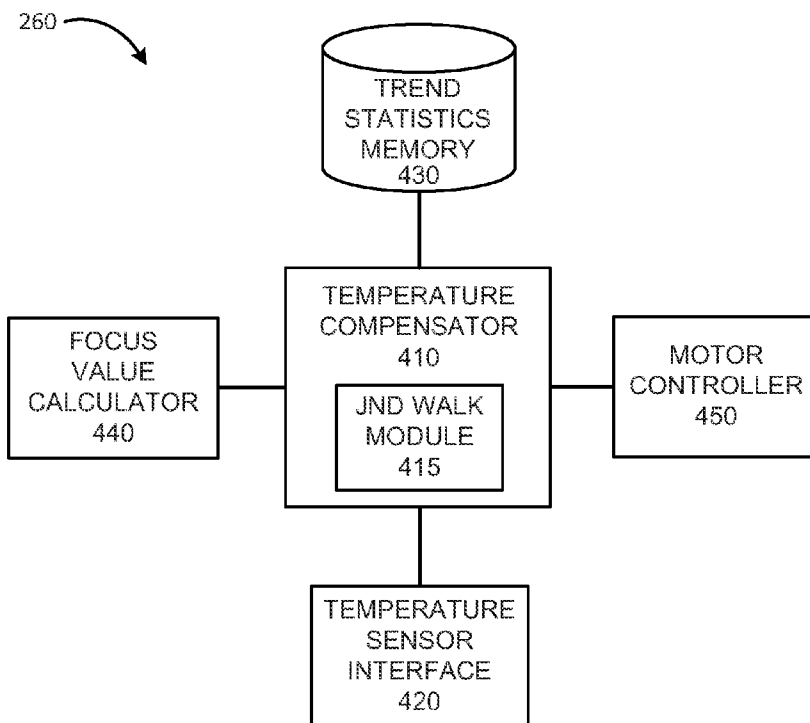 260
TREND
STATISTICS
MEMORY
430
TEMPERATURE
COMPENSATOR
410
JND WALK
MODULE
415
FOCUS
VALUE
CALCULATOR
440
MOTOR
CONTROLLER
450
TEMPERATURE
SENSOR
INTERFACE
420